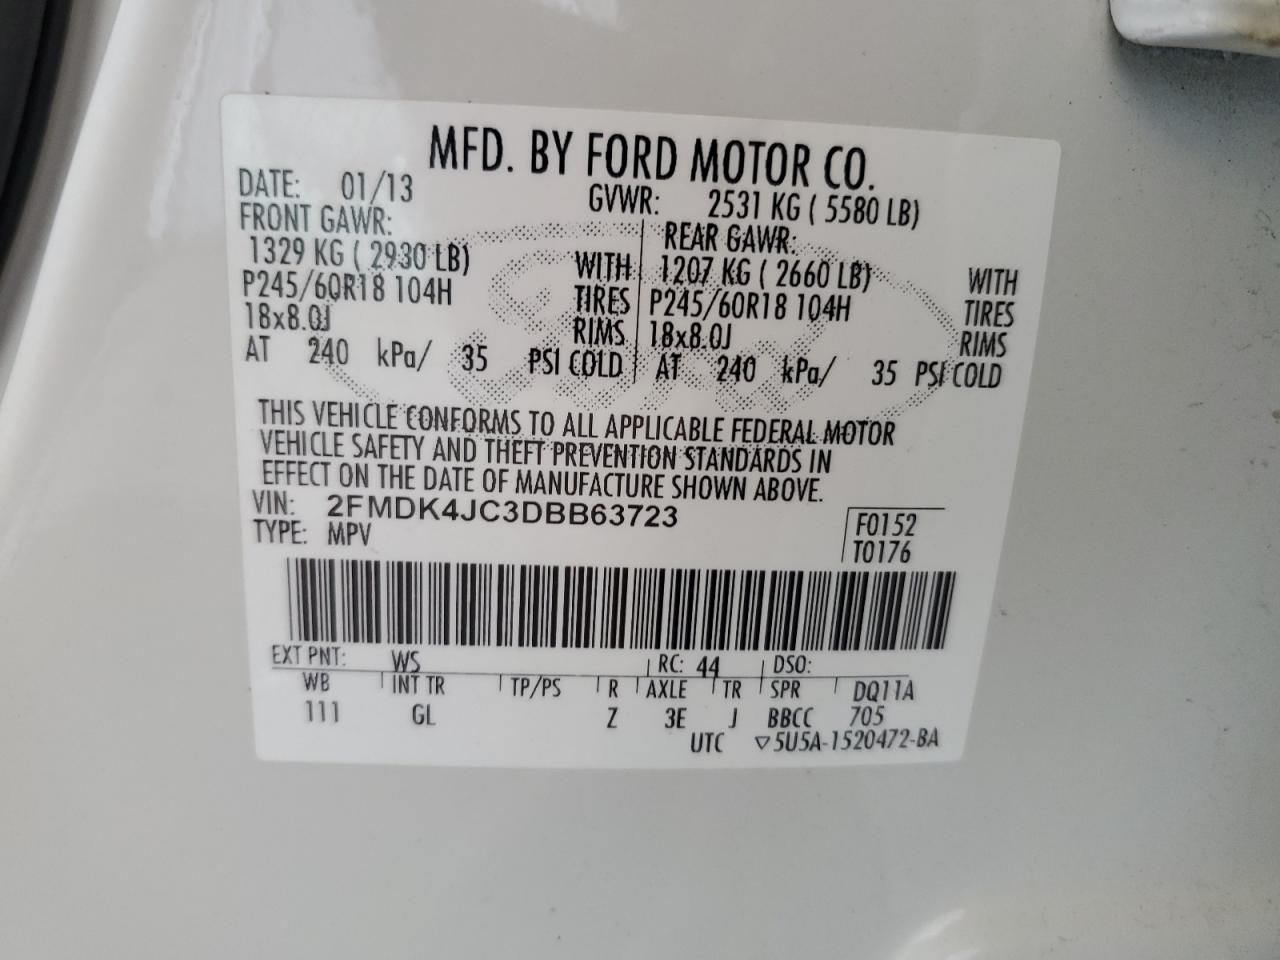 MFD. BY FORD MOTOR CO.
DATE: 01/13 GVWR: 2531 KG ( 5580 LB)
FRONT GAWR: REAR GAWR:
1329 KG ( 2930 LB) WITH 1207 KG ( 2660 LB) WITH
P245/60R18 104H TIRES P245/60R18 104H TIRES
18x8.0J RIMS 18x8.0J RIMS
AT 240 kPa/ 35 PSI COLD AT 240 kPa/ 35 PSI COLD
THIS VEHICLE CONFORMS TO ALL APPLICABLE FEDERAL MOTOR
VEHICLE SAFETY AND THEFT PREVENTION STANDARDS IN
EFFECT ON THE DATE OF MANUFACTURE SHOWN ABOVE.
VIN: 2FMDK4JC3DBB63723 F0152
TYPE: MPV T0176
EXT PNT: WS RC: 44 DSO:
WB INT TR TP/PS R AXLE TR SPR DQ11A
111 GL Z 3E J BBCC 705
UTC ▽5U5A-1520472-BA